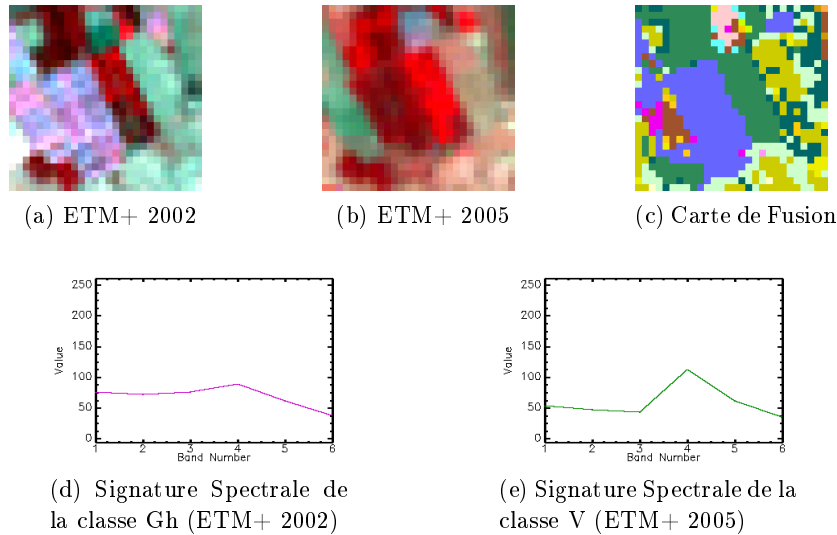 (a) ETM+ 2002
(b) ETM+ 2005
(c) Carte de Fusion
250
200
150
100
50
0
Value
1 2 3 4 5 6
Band Number
250
200
150
100
50
0
Value
1 2 3 4 5 6
Band Number
(d) Signature Spectrale de
la classe Gh (ETM+ 2002)
(e) Signature Spectrale de la
classe V (ETM+ 2005)